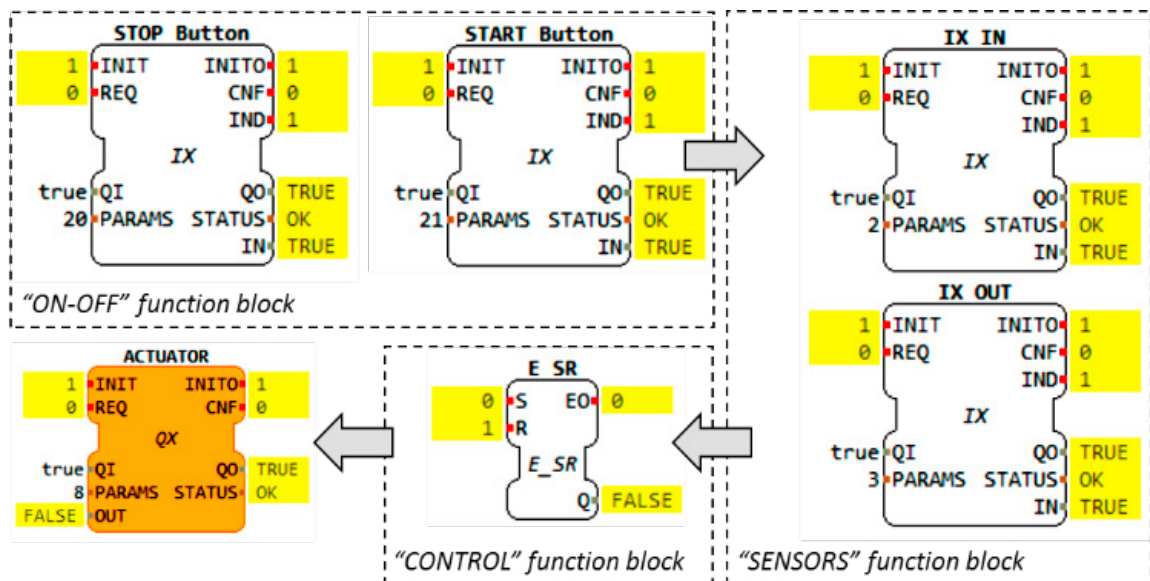 STOP Button
1 INIT INITO 1
0 REQ CNF 0
IND 1
IX
true QI QO TRUE
20 PARAMS STATUS OK
IN TRUE
START Button
1 INIT INITO 1
0 REQ CNF 0
IND 1
IX
true QI QO TRUE
21 PARAMS STATUS OK
IN TRUE
"ON-OFF" function block
IX IN
1 INIT INITO 1
0 REQ CNF 0
IND 1
IX
true QI QO TRUE
2 PARAMS STATUS OK
IN TRUE
IX OUT
1 INIT INITO 1
0 REQ CNF 0
IND 1
IX
true QI QO TRUE
3 PARAMS STATUS OK
IN TRUE
"SENSORS" function block
E SR
0 S EO 0
1 R
E_SR
Q FALSE
"CONTROL" function block
ACTUATOR
1 INIT INITO 1
0 REQ CNF 0
QX
true QI QO TRUE
8 PARAMS STATUS OK
FALSE OUT